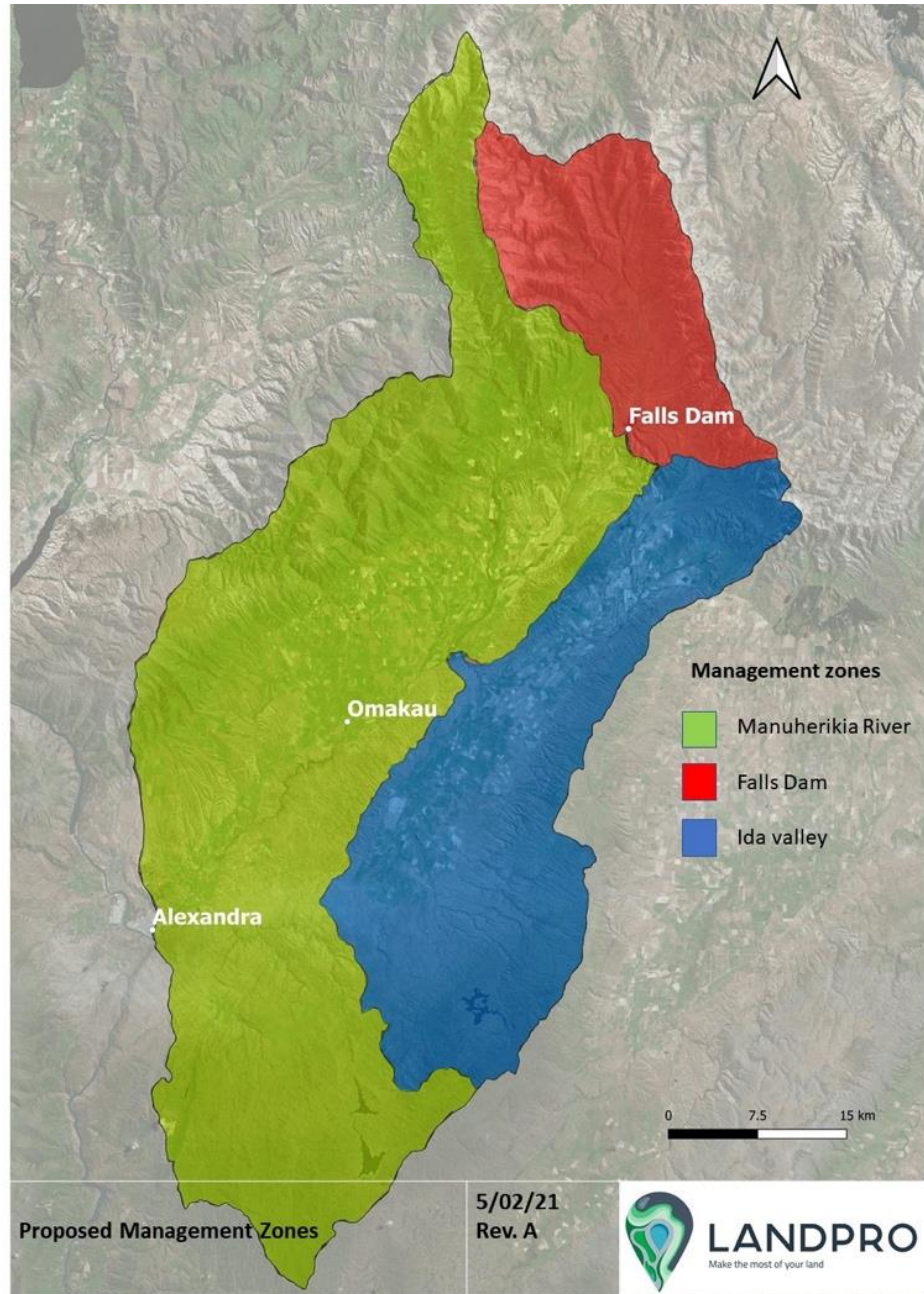 Falls Dam
Management zones
Manuherikia River
Omakau
Falls Dam
Ida valley
Alexandra
0 7.5 15 km
Proposed Management Zones
5/02/21
Rev. A
LANDPRO
Make the most of your land